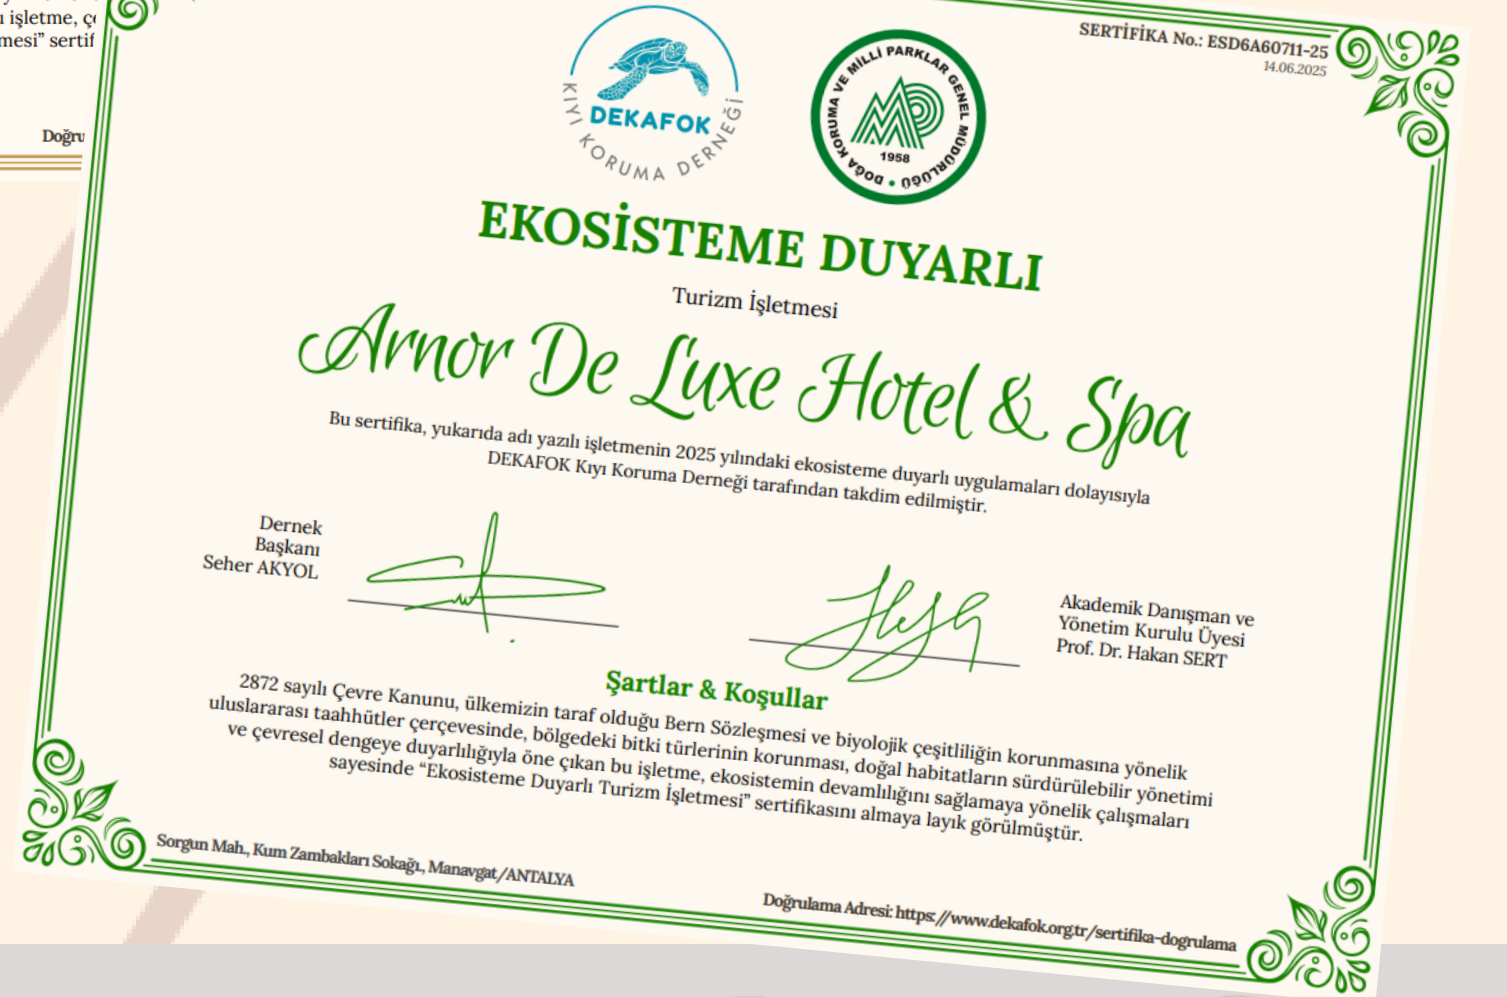 işletme, 
mesi” sertif
Doğru
SERTİFİKA No.: ESD6A60711-25
14.06.2025
DEKAFOK
KIYI KORUMA DERNEĞİ
DOĞA KORUMA VE MİLLİ PARKLAR GENEL MÜDÜRLÜĞÜ
1958
EKOSİSTEME DUYARLI
Turizm İşletmesi
Arnor De Luxe Hotel & Spa
Bu sertifika, yukarıda adı yazılı işletmenin 2025 yılındaki ekosisteme duyarlı uygulamaları dolayısıyla
DEKAFOK Kıyı Koruma Derneği tarafından takdim edilmiştir.
Dernek
Başkanı
Seher AKYOL
Akademik Danışman ve
Yönetim Kurulu Üyesi
Prof. Dr. Hakan SERT
Şartlar & Koşullar
2872 sayılı Çevre Kanunu, ülkemizin taraf olduğu Bern Sözleşmesi ve biyolojik çeşitliliğin korunmasına yönelik
uluslararası taahhütler çerçevesinde, bölgedeki bitki türlerinin korunması, doğal habitatların sürdürülebilir yönetimi
ve çevresel dengeye duyarlılığıyla öne çıkan bu işletme, ekosistemin devamlılığını sağlamaya yönelik çalışmaları
sayesinde “Ekosisteme Duyarlı Turizm İşletmesi” sertifikasını almaya layık görülmüştür.
Sorgun Mah., Kum Zambakları Sokağı., Manavgat/ANTALYA
Doğrulama Adresi: https://www.dekafok.org.tr/sertifika-dogrulama